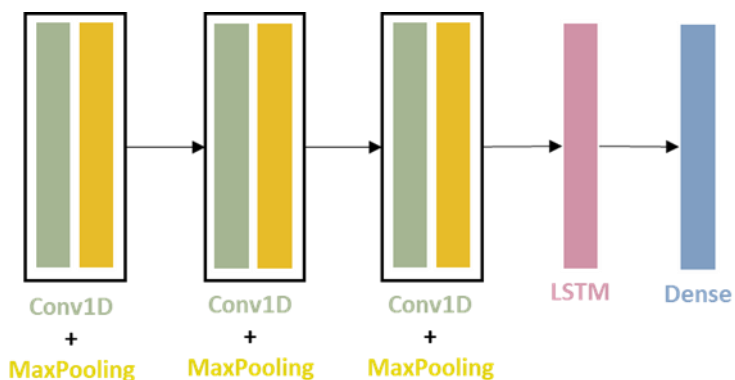 Conv1D
+
MaxPooling
Conv1D
+
MaxPooling
Conv1D
+
MaxPooling
LSTM
Dense